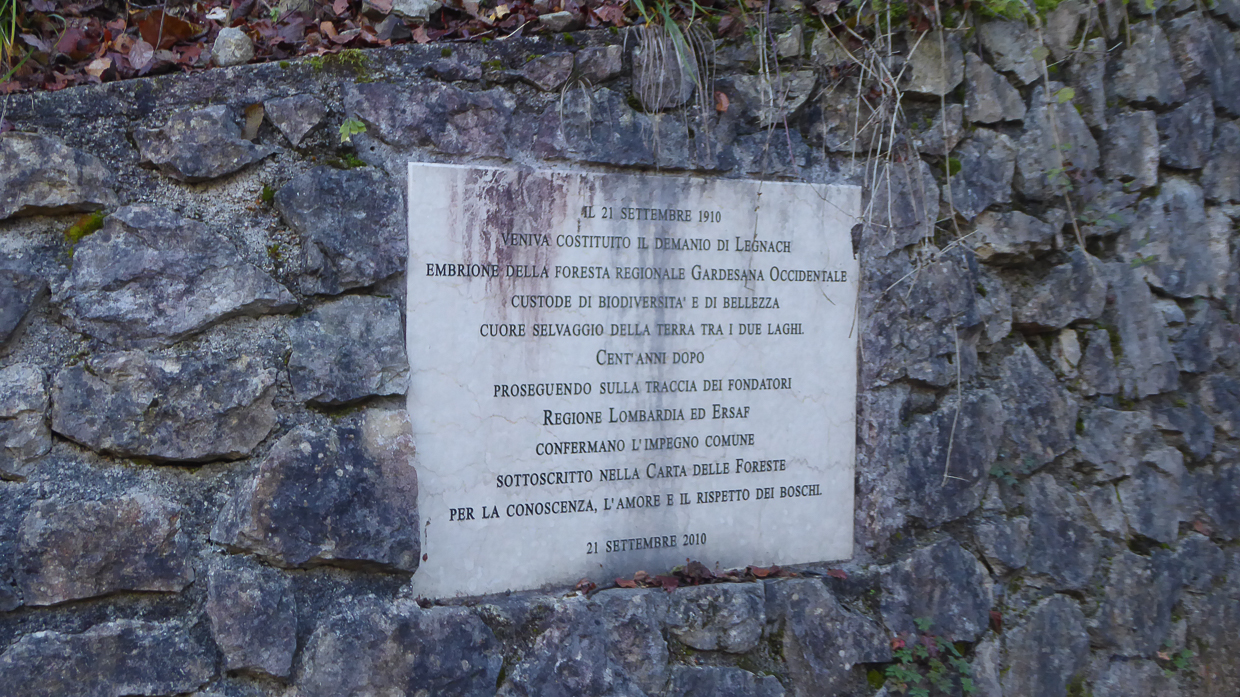 IL 21 SETTEMBRE 1910
VENIVA COSTITUITO IL DEMANIO DI LEGNACH
EMBRIONE DELLA FORESTA REGIONALE GARDESANA OCCIDENTALE
CUSTODE DI BIODIVERSITA' E DI BELLEZZA
CUORE SELVAGGIO DELLA TERRA TRA I DUE LAGHI.
CENT'ANNI DOPO
PROSEGUENDO SULLA TRACCIA DEI FONDATORI
REGIONE LOMBARDIA ED ERSAF
CONFERMANO L'IMPEGNO COMUNE
SOTTOSCRITTO NELLA CARTA DELLE FORESTE
PER LA CONOSCENZA, L'AMORE E IL RISPETTO DEI BOSCHI.
21 SETTEMBRE 2010